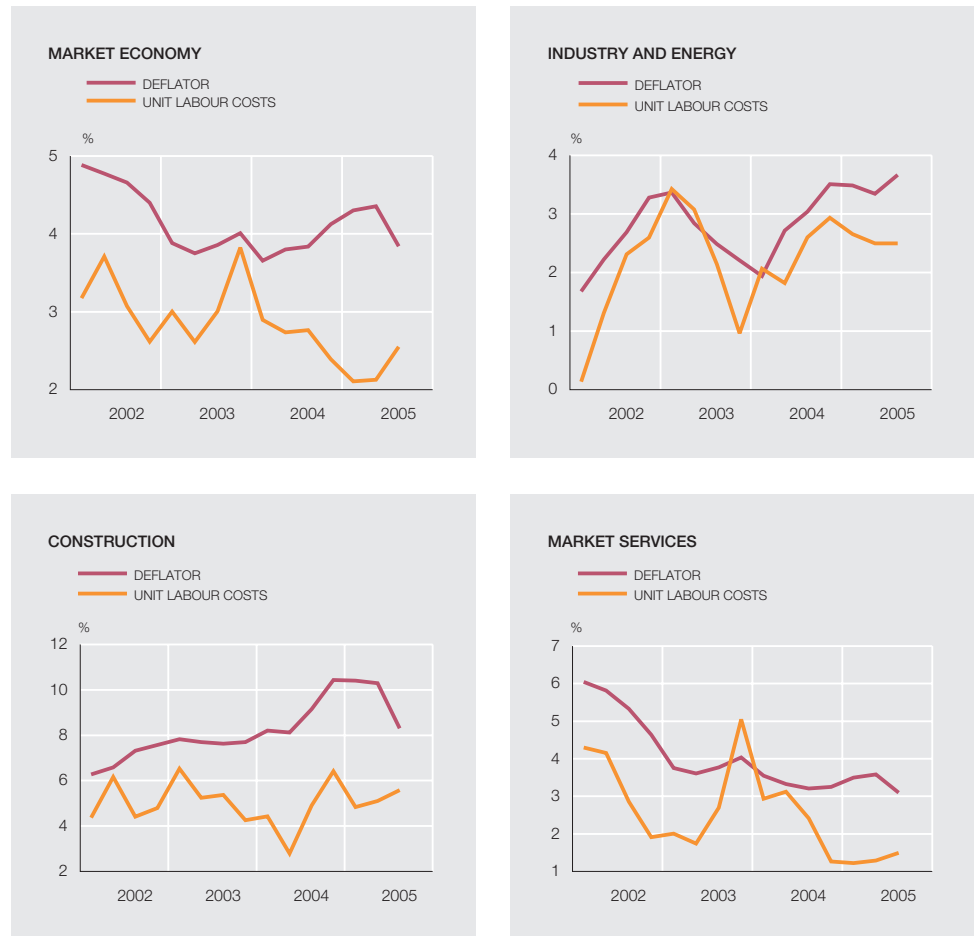 MARKET ECONOMY
DEFLATOR
UNIT LABOUR COSTS
%
5
4
3
2
2002 2003 2004 2005
INDUSTRY AND ENERGY
DEFLATOR
UNIT LABOUR COSTS
%
4
3
2
1
0
2002 2003 2004 2005
CONSTRUCTION
DEFLATOR
UNIT LABOUR COSTS
%
12
10
8
6
4
2
2002 2003 2004 2005
MARKET SERVICES
DEFLATOR
UNIT LABOUR COSTS
%
7
6
5
4
3
2
1
2002 2003 2004 2005